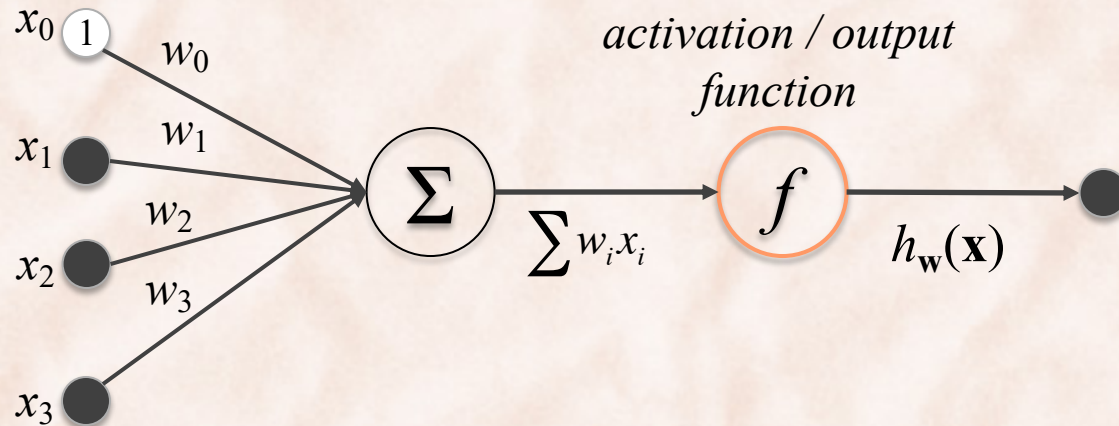 x₀ 1
w₀
activation / output
function
x₁
w₁
x₂
w₂
x₃
w₃
Σ
∑wᵢxᵢ
f
h𝐰(𝐱)